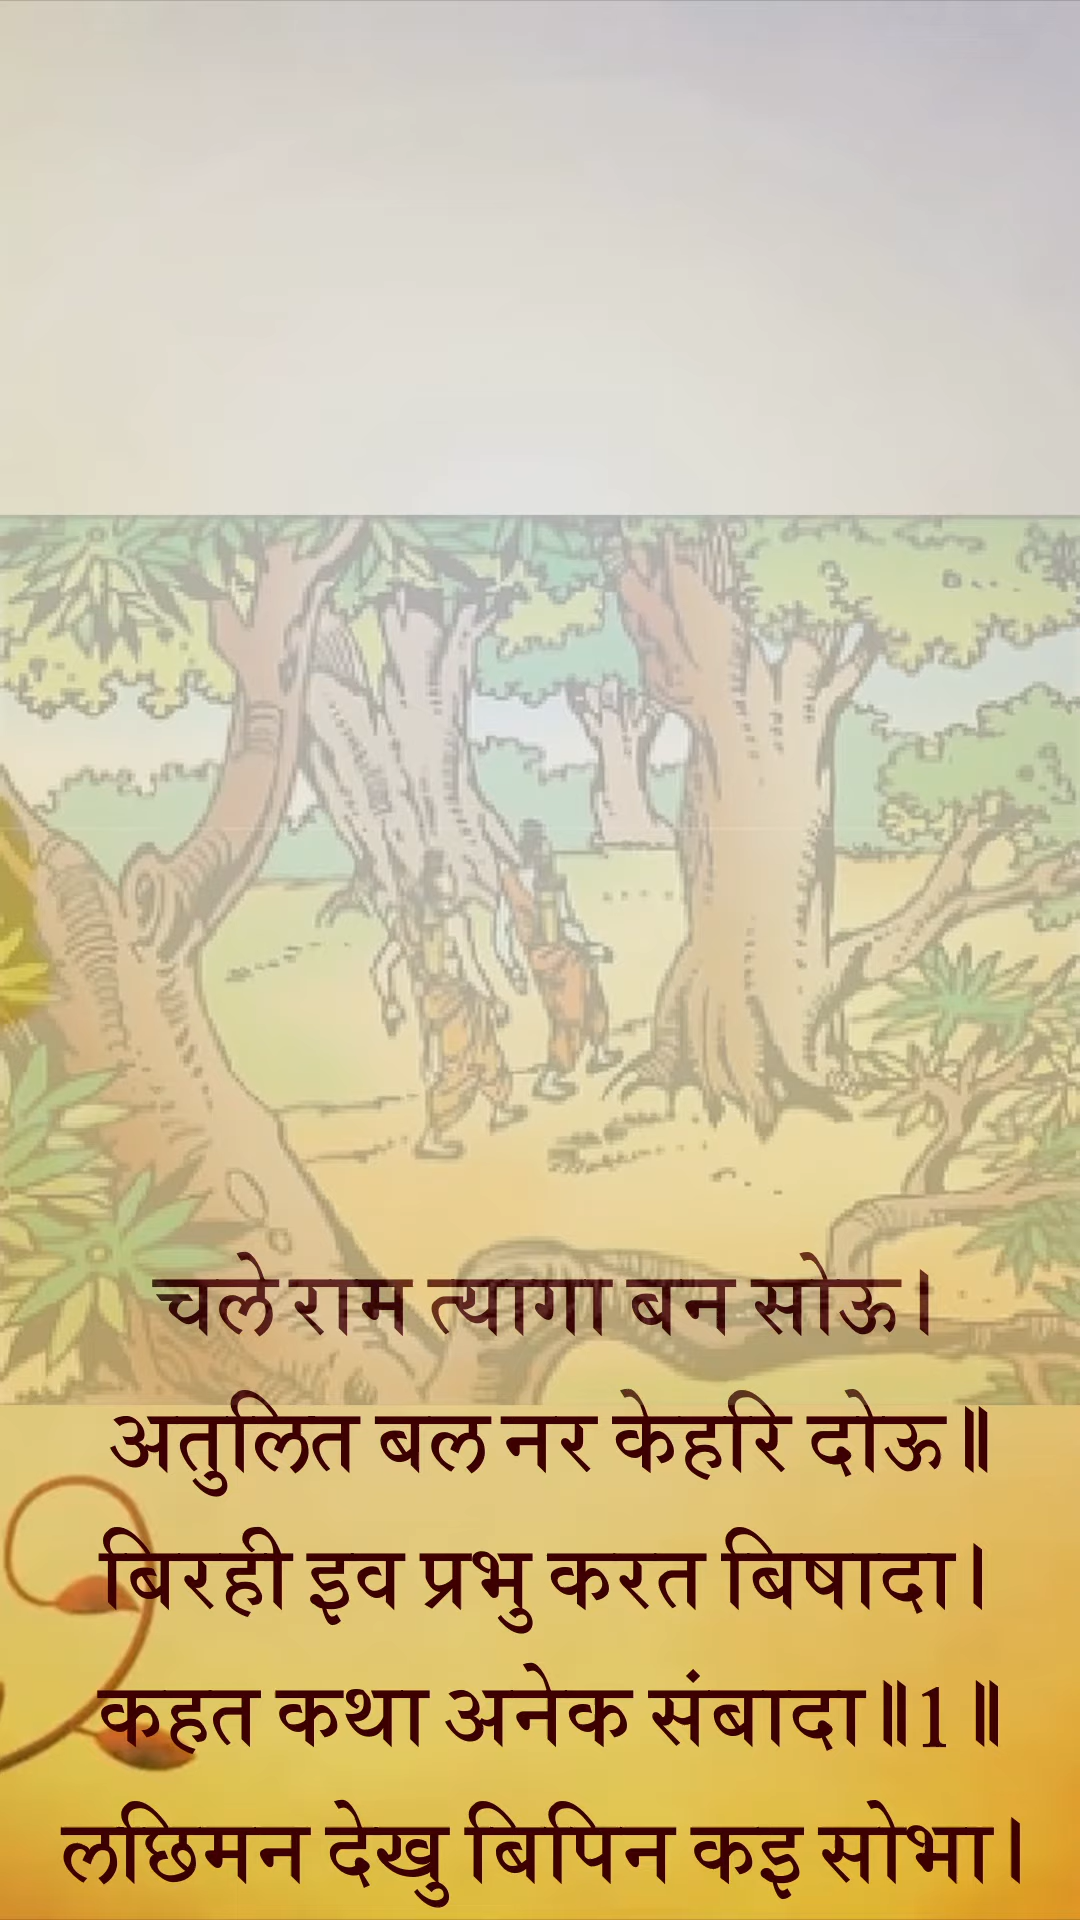 चले राम त्यागा बन सोऊ।
अतुलित बल नर केहरि दोऊ॥
बिरही इव प्रभु करत बिषादा।
कहत कथा अनेक संबादा॥1॥
लछिमन देखु बिपिन कइ सोभा।